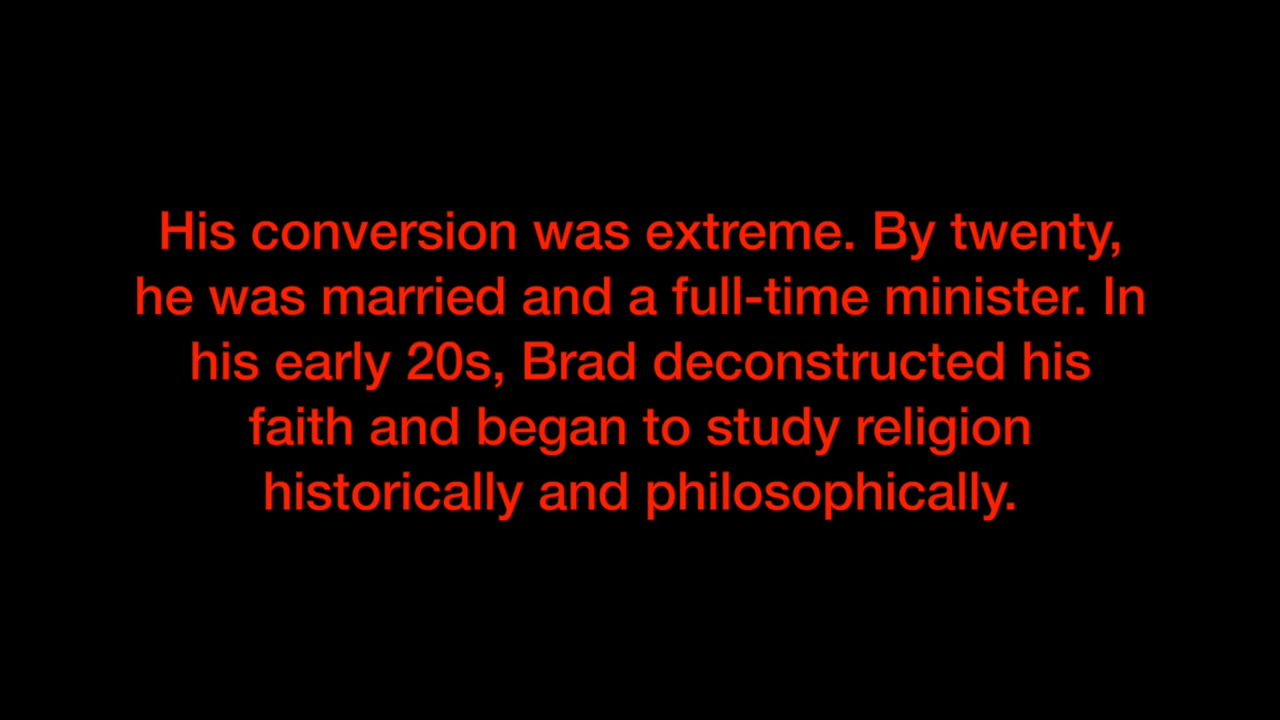 His conversion was extreme. By twenty,
he was married and a full-time minister. In
his early 20s, Brad deconstructed his
faith and began to study religion
historically and philosophically.